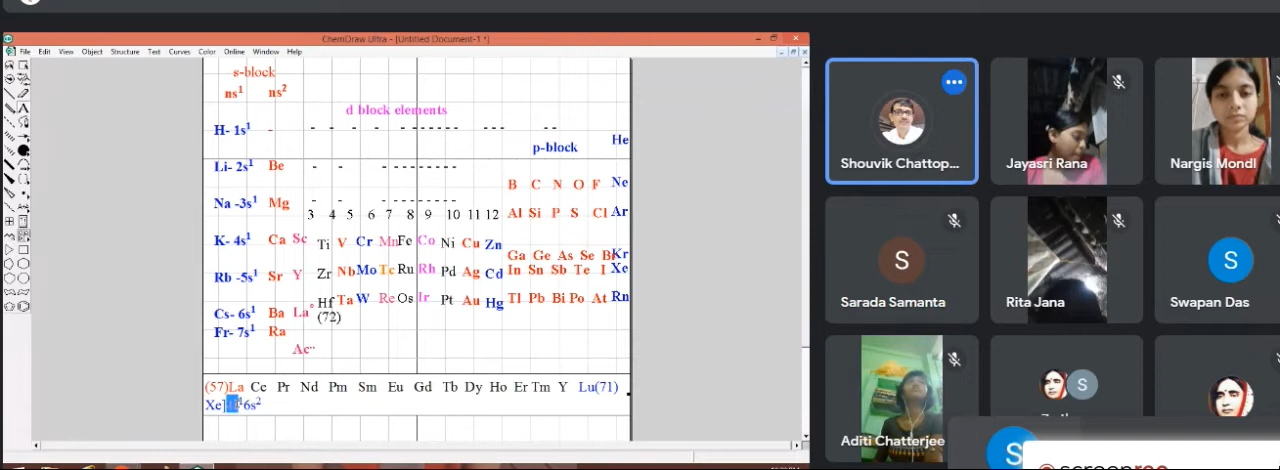 ChemDraw Ultra - [Untitled Document-1 *]
File Edit View Object Structure Text Curves Color Online Window Help
s-block
ns1 ns2
d block elements
H- 1s1 - - - - - - - - - - - - - - - - He
p-block
Li- 2s1 Be - - - - - - - - - - - -
B C N O F Ne
Na -3s1 Mg - - - - - - - - - -
3 4 5 6 7 8 9 10 11 12 Al Si P S Cl Ar
K- 4s1 Ca Sc Ti V Cr Mn Fe Co Ni Cu Zn
Ga Ge As Se Br Kr
Rb -5s1 Sr Y Zr Nb Mo Tc Ru Rh Pd Ag Cd In Sn Sb Te I Xe
Cs- 6s1 Ba La Hf Ta W Re Os Ir Pt Au Hg Tl Pb Bi Po At Rn
(72)
Fr- 7s1 Ra
Ac
(57)La Ce Pr Nd Pm Sm Eu Gd Tb Dy Ho Er Tm Y Lu(71)
Xe] 1 6s2
Shouvik Chattop...
Jayasri Rana
Nargis Mondl
S
Sarada Samanta
Rita Jana
S
Swapan Das
Aditi Chatterjee
S
S
screenrec